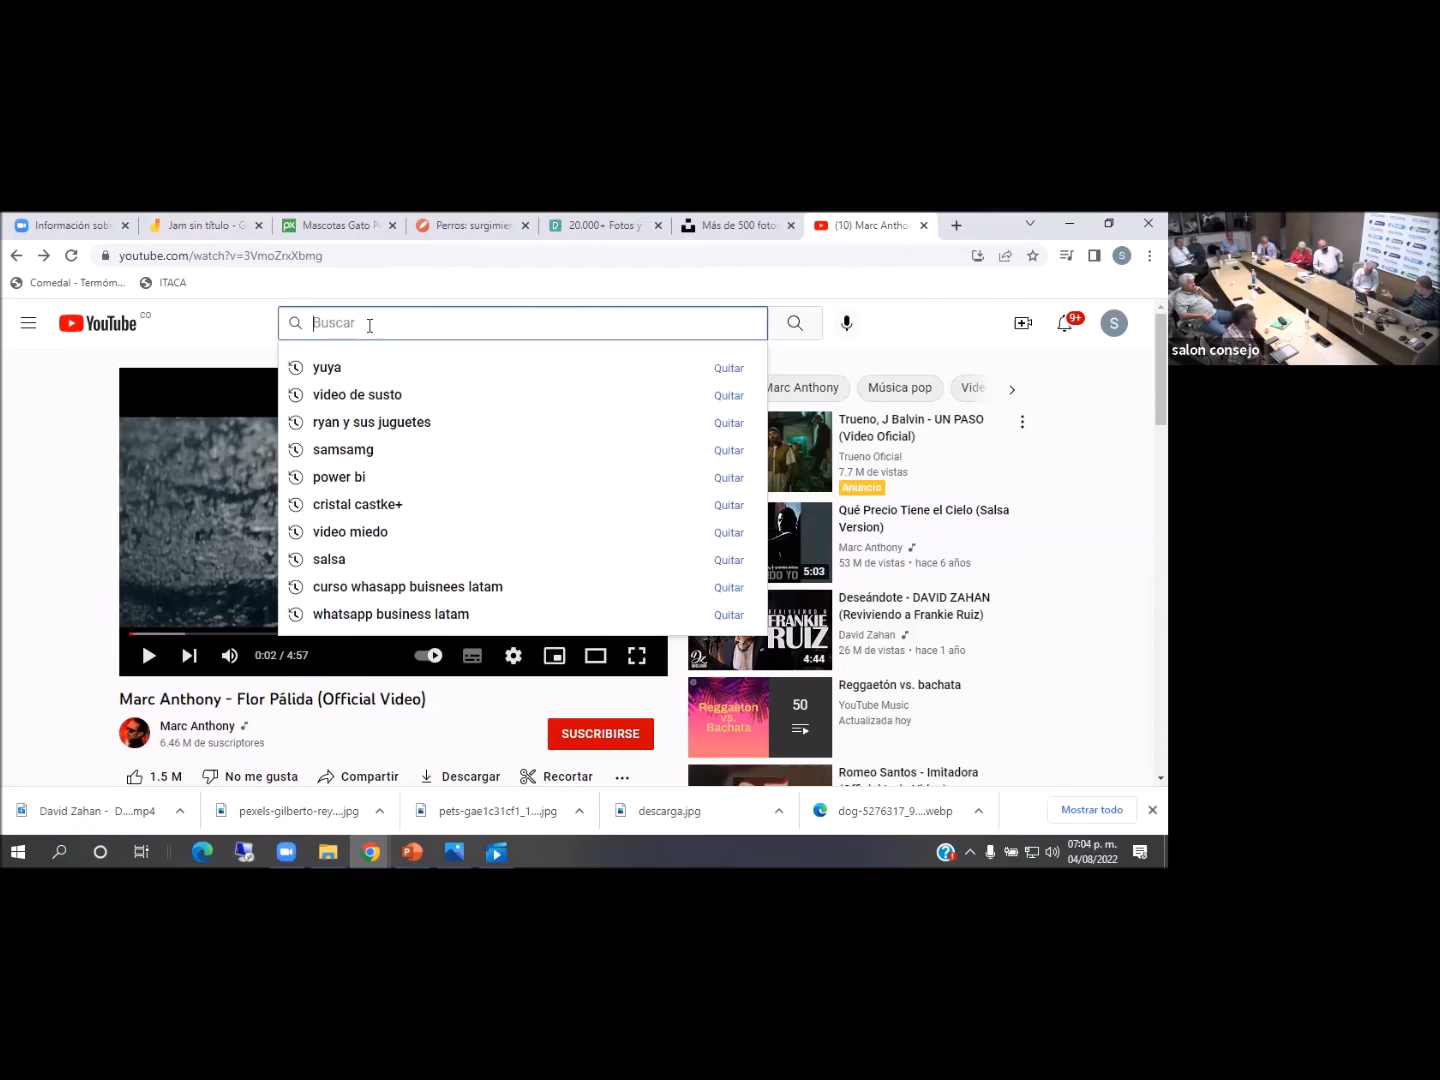 Información sob
Jam sin título - G
Mascotas Gato P
Perros: surgimie
20.000+ Fotos y
Más de 500 foto
(10) Marc Antho
youtube.com/watch?v=3VmoZrxXbmg
S
Comedal - Termóm...
ITACA
YouTube CO
Buscar
9+
S
yuya Quitar
video de susto Quitar
ryan y sus juguetes Quitar
samsamg Quitar
power bi Quitar
cristal castke+ Quitar
video miedo Quitar
salsa Quitar
curso whasapp buisnees latam Quitar
whatsapp business latam Quitar
0:02 / 4:57
Marc Anthony - Flor Pálida (Official Video)
Marc Anthony
6.46 M de suscriptores
SUSCRIBIRSE
1.5 M
No me gusta
Compartir
Descargar
Recortar
Marc Anthony
Música pop
Vide
Trueno, J Balvin - UN PASO
(Video Oficial)
Trueno Oficial
7.7 M de vistas
Anuncio
5:03
Qué Precio Tiene el Cielo (Salsa
Version)
Marc Anthony
53 M de vistas • hace 6 años
REVIVIENDO A
FRANKIE
RUIZ
4:44
Deseándote - DAVID ZAHAN
(Reviviendo a Frankie Ruiz)
David Zahan
26 M de vistas • hace 1 año
Reggaeton
vs.
Bachata
50
Reggaetón vs. bachata
YouTube Music
Actualizada hoy
Romeo Santos - Imitadora
David Zahan - D....mp4
pexels-gilberto-rey....jpg
pets-gae1c31cf1_1....jpg
descarga.jpg
dog-5276317_9....webp
Mostrar todo
07:04 p. m.
04/08/2022
salon consejo